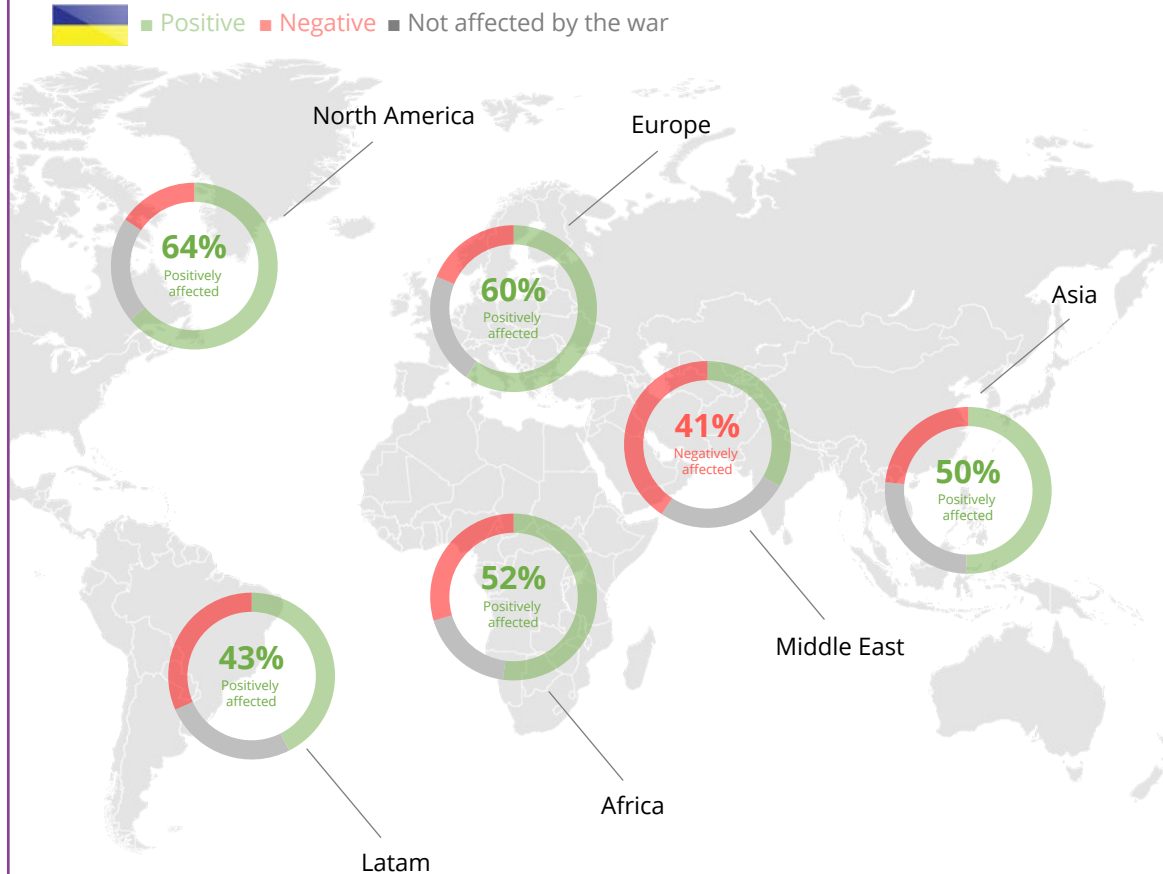 Positive Negative Not affected by the war
North America
Europe
64%
Positively
affected
60%
Positively
affected
Asia
41%
Negatively
affected
50%
Positively
affected
52%
Positively
affected
Middle East
43%
Positively
affected
Africa
Latam